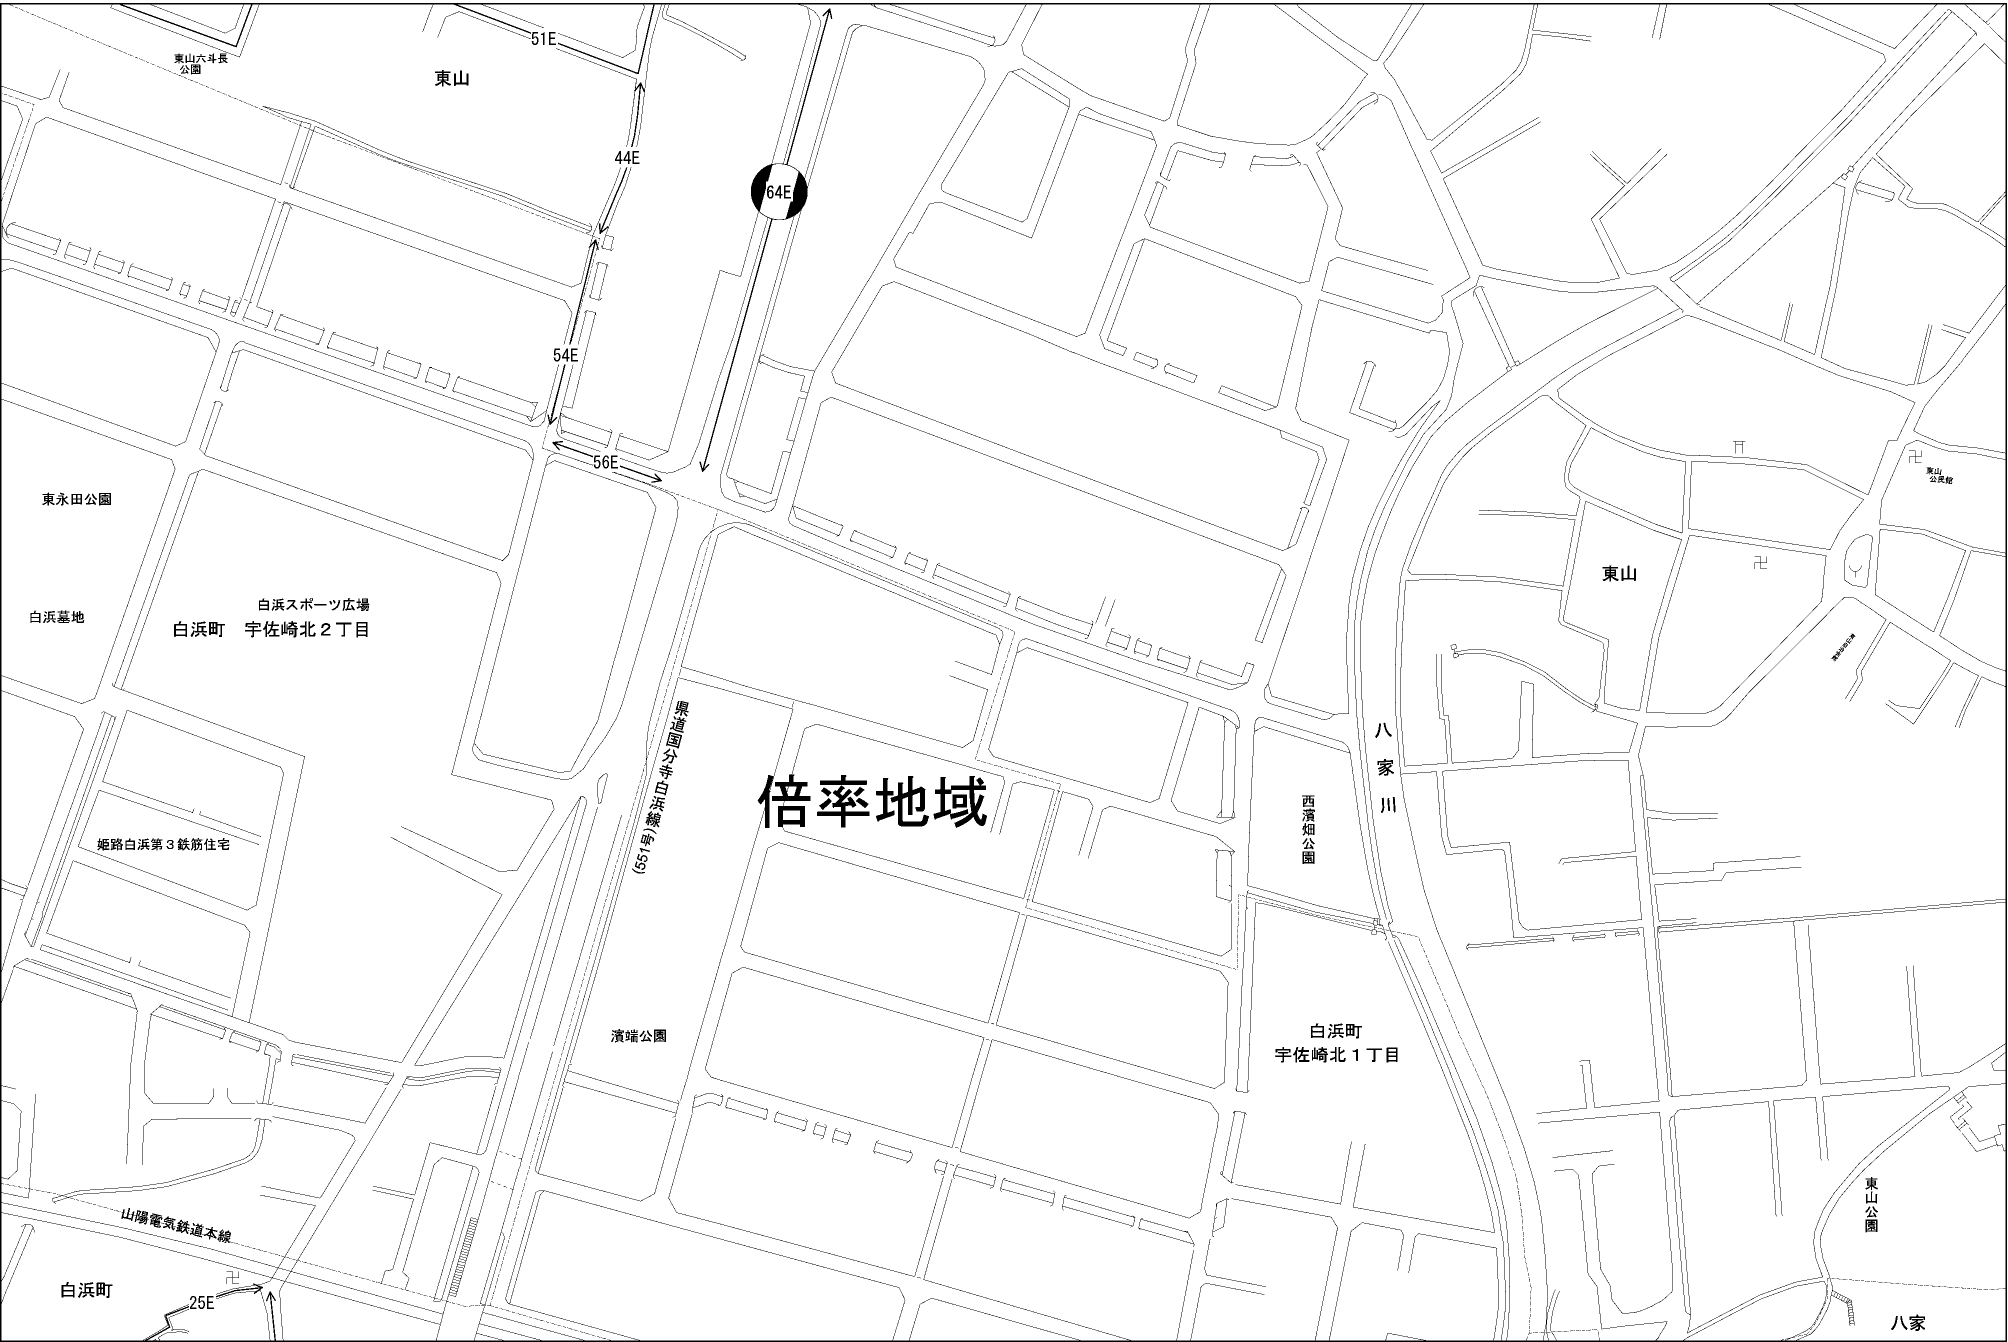 51E
東山六斗長
公園
東山
44E
64E
54E
56E
東山
公民館
東永田公園
東山
白浜スポーツ広場
白浜墓地
白浜町　宇佐崎北２丁目
県道国分寺白浜線
(551号)
八家川
倍率地域
西濱畑公園
姫路白浜第３鉄筋住宅
濱端公園
白浜町
宇佐崎北１丁目
東山公園
山陽電気鉄道本線
白浜町
25E
八家